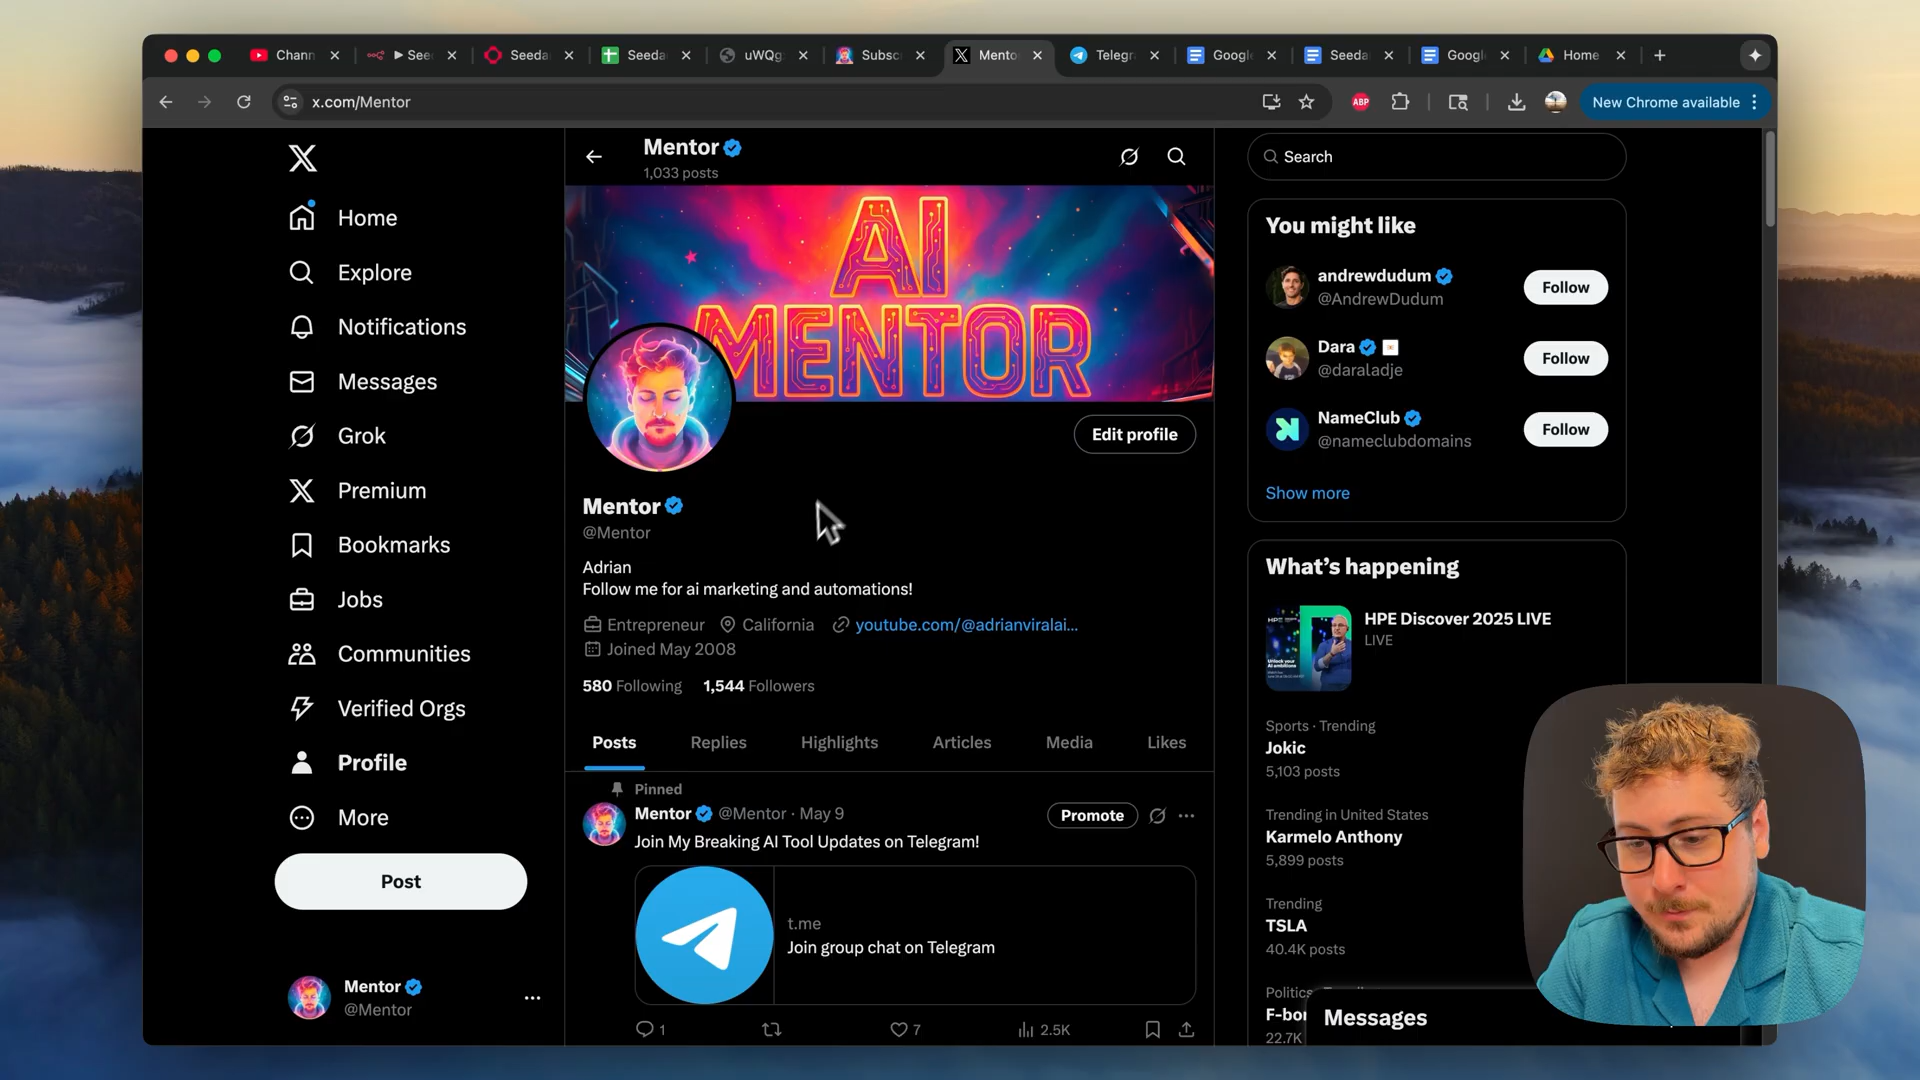 Chann
See
Seeda
Seeda
uWQg
Subsc
Mento
Telegr
Google
Seeda
Google
Home
x.com/Mentor
ABP
New Chrome available
Mentor
1,033 posts
Home
Explore
Notifications
Messages
Grok
Premium
Bookmarks
Jobs
Communities
Verified Orgs
Profile
More
Post
Mentor
@Mentor
AI
MENTOR
Edit profile
Mentor
@Mentor
Adrian
Follow me for ai marketing and automations!
Entrepreneur California youtube.com/@adrianviralai...
Joined May 2008
580 Following 1,544 Followers
Posts Replies Highlights Articles Media Likes
Pinned
Mentor @Mentor · May 9
Promote
Join My Breaking AI Tool Updates on Telegram!
t.me
Join group chat on Telegram
1 7 2.5K
Search
You might like
andrewdudum
@AndrewDudum
Follow
Dara
@daraladje
Follow
NameClub
@nameclubdomains
Follow
Show more
What's happening
HPE Discover 2025 LIVE
LIVE
Sports · Trending
Jokic
5,103 posts
Trending in United States
Karmelo Anthony
5,899 posts
Trending
TSLA
40.4K posts
Politics
F-bo
22.7K
Messages